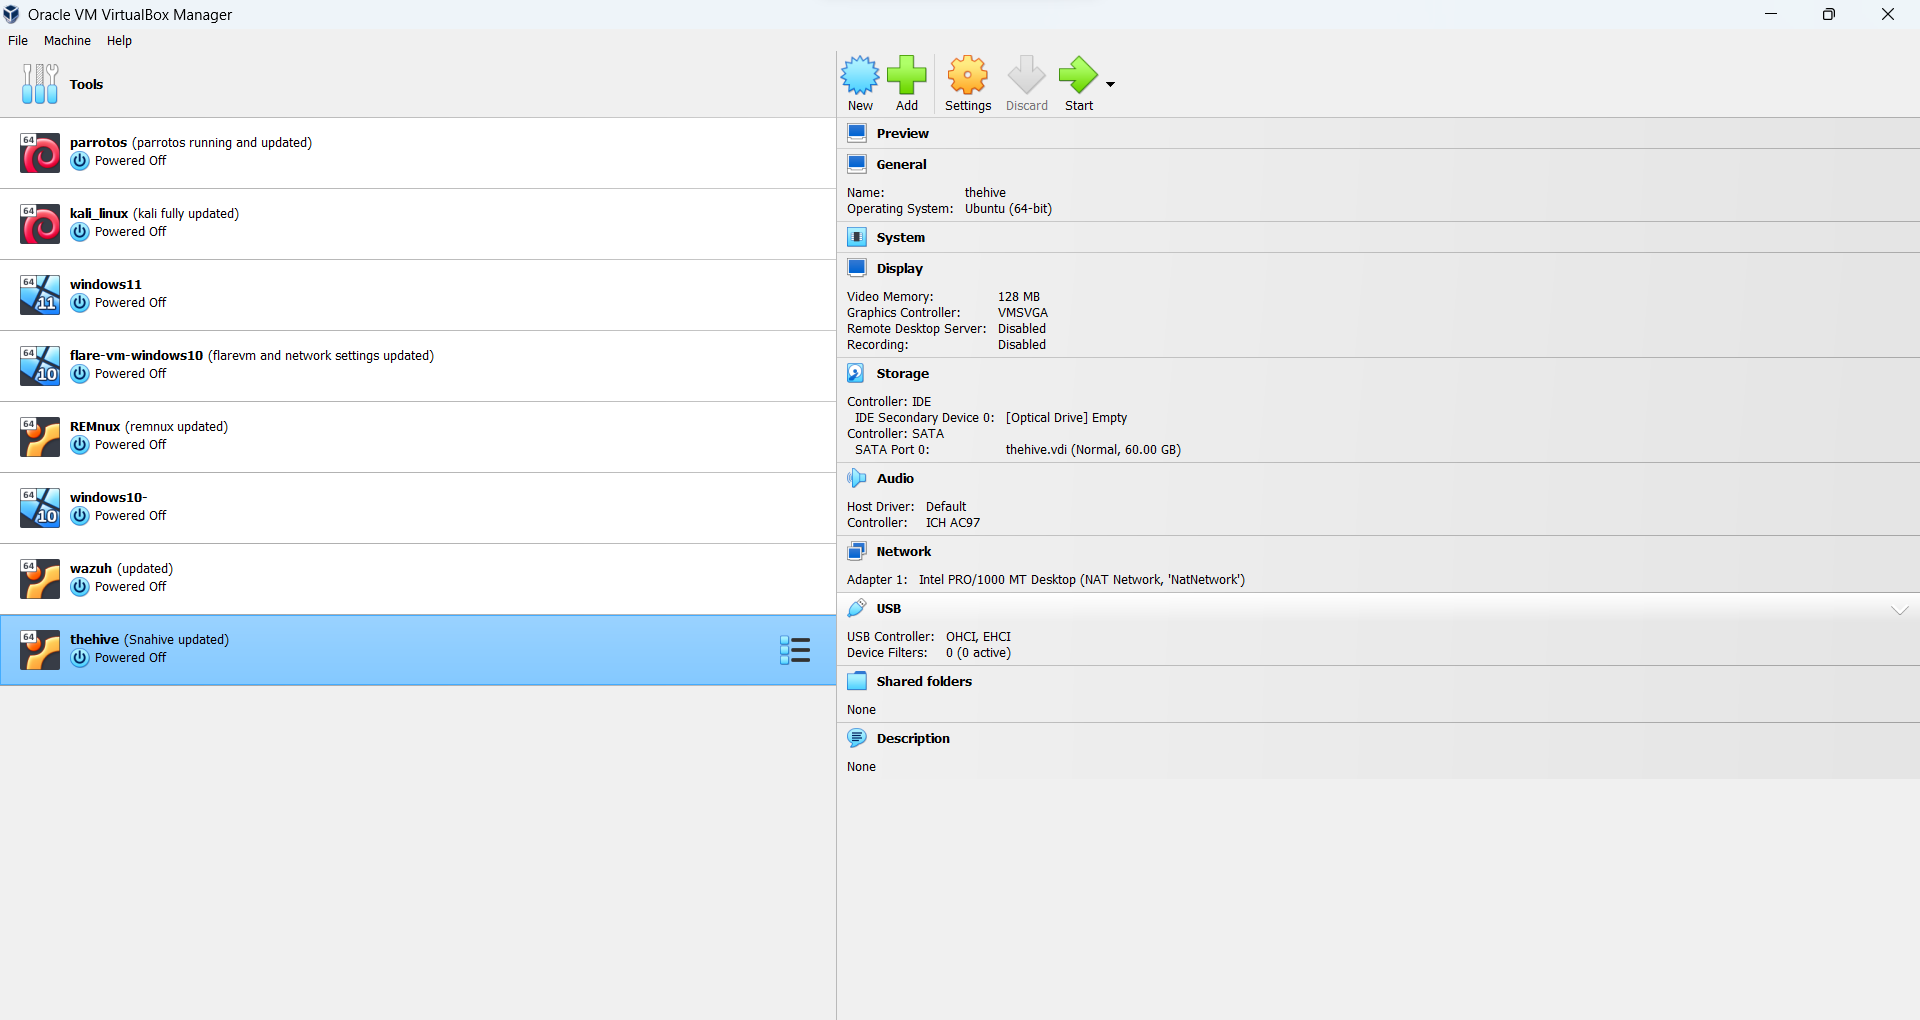 Oracle VM VirtualBox Manager
File Machine Help
Tools
64
parrotos (parrotos running and updated)
Powered Off
64
kali_linux (kali fully updated)
Powered Off
64
11
windows11
Powered Off
64
10
flare-vm-windows10 (flarevm and network settings updated)
Powered Off
64
REMnux (remnux updated)
Powered Off
64
10
windows10-
Powered Off
64
wazuh (updated)
Powered Off
64
thehive (Snahive updated)
Powered Off
New Add Settings Discard Start
Preview
General
Name: thehive
Operating System: Ubuntu (64-bit)
System
Display
Video Memory: 128 MB
Graphics Controller: VMSVGA
Remote Desktop Server: Disabled
Recording: Disabled
Storage
Controller: IDE
IDE Secondary Device 0: [Optical Drive] Empty
Controller: SATA
SATA Port 0: thehive.vdi (Normal, 60.00 GB)
Audio
Host Driver: Default
Controller: ICH AC97
Network
Adapter 1: Intel PRO/1000 MT Desktop (NAT Network, 'NatNetwork')
USB
USB Controller: OHCI, EHCI
Device Filters: 0 (0 active)
Shared folders
None
Description
None